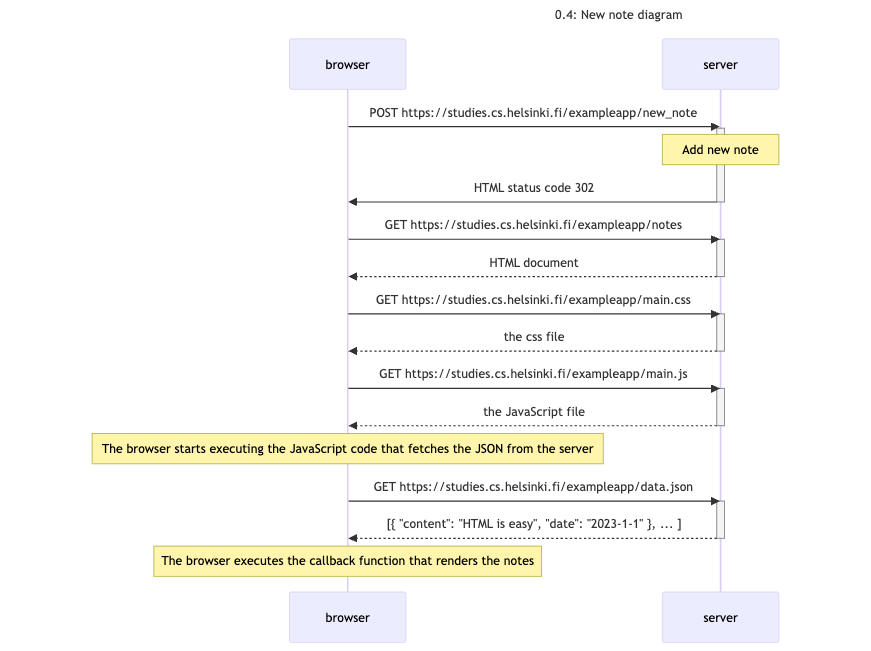 0.4: New note diagram
browser
server
POST https://studies.cs.helsinki.fi/exampleapp/new_note
Add new note
HTML status code 302
GET https://studies.cs.helsinki.fi/exampleapp/notes
HTML document
GET https://studies.cs.helsinki.fi/exampleapp/main.css
the css file
GET https://studies.cs.helsinki.fi/exampleapp/main.js
the JavaScript file
The browser starts executing the JavaScript code that fetches the JSON from the server
GET https://studies.cs.helsinki.fi/exampleapp/data.json
[{ "content": "HTML is easy", "date": "2023-1-1" }, ... ]
The browser executes the callback function that renders the notes
browser
server